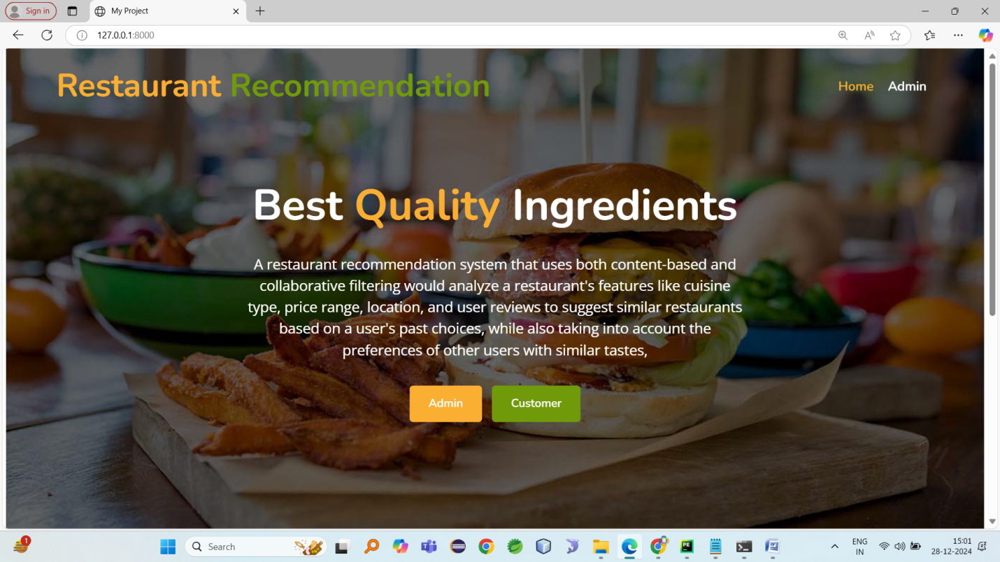 Sign in
My Project
127.0.0.1:8000
Restaurant Recommendation
Home Admin
Best Quality Ingredients
A restaurant recommendation system that uses both content-based and
collaborative filtering would analyze a restaurant's features like cuisine
type, price range, location, and user reviews to suggest similar restaurants
based on a user's past choices, while also taking into account the
preferences of other users with similar tastes,
Admin Customer
1
Search
PE
W
ENG
IN
15:01
28-12-2024